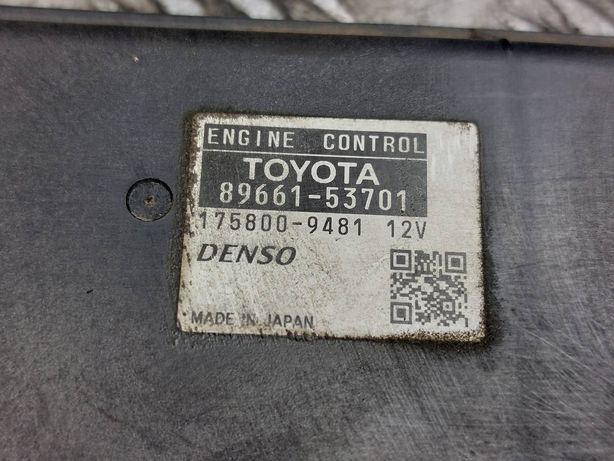 ENGINE CONTROL
TOYOTA
89661-53701
175800-9481 12V
DENSO
MADE IN JAPAN